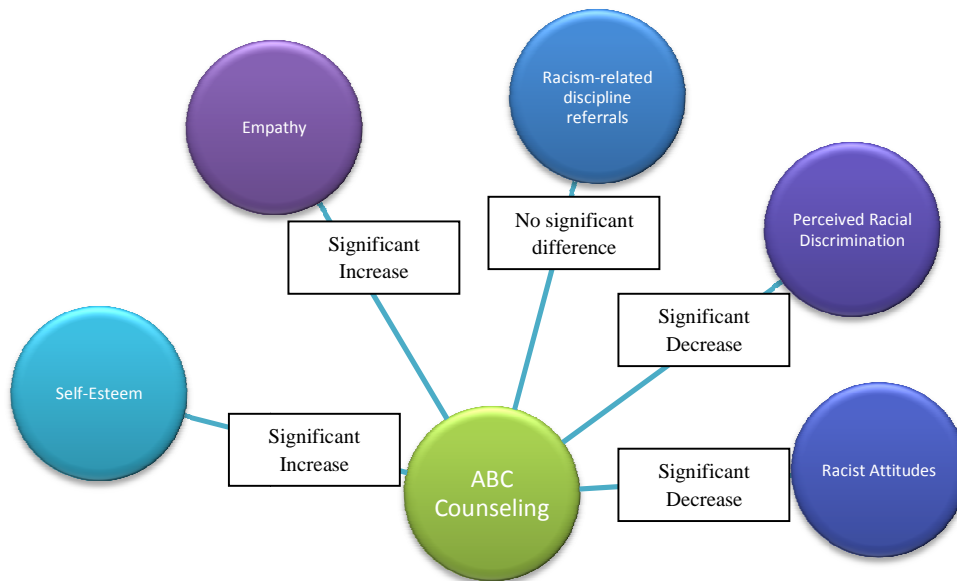 Empathy
Racism-related
discipline
referrals
Perceived Racial
Discrimination
Significant
Increase
No significant
difference
Significant
Decrease
Self-Esteem
Significant
Increase
ABC
Counseling
Significant
Decrease
Racist Attitudes